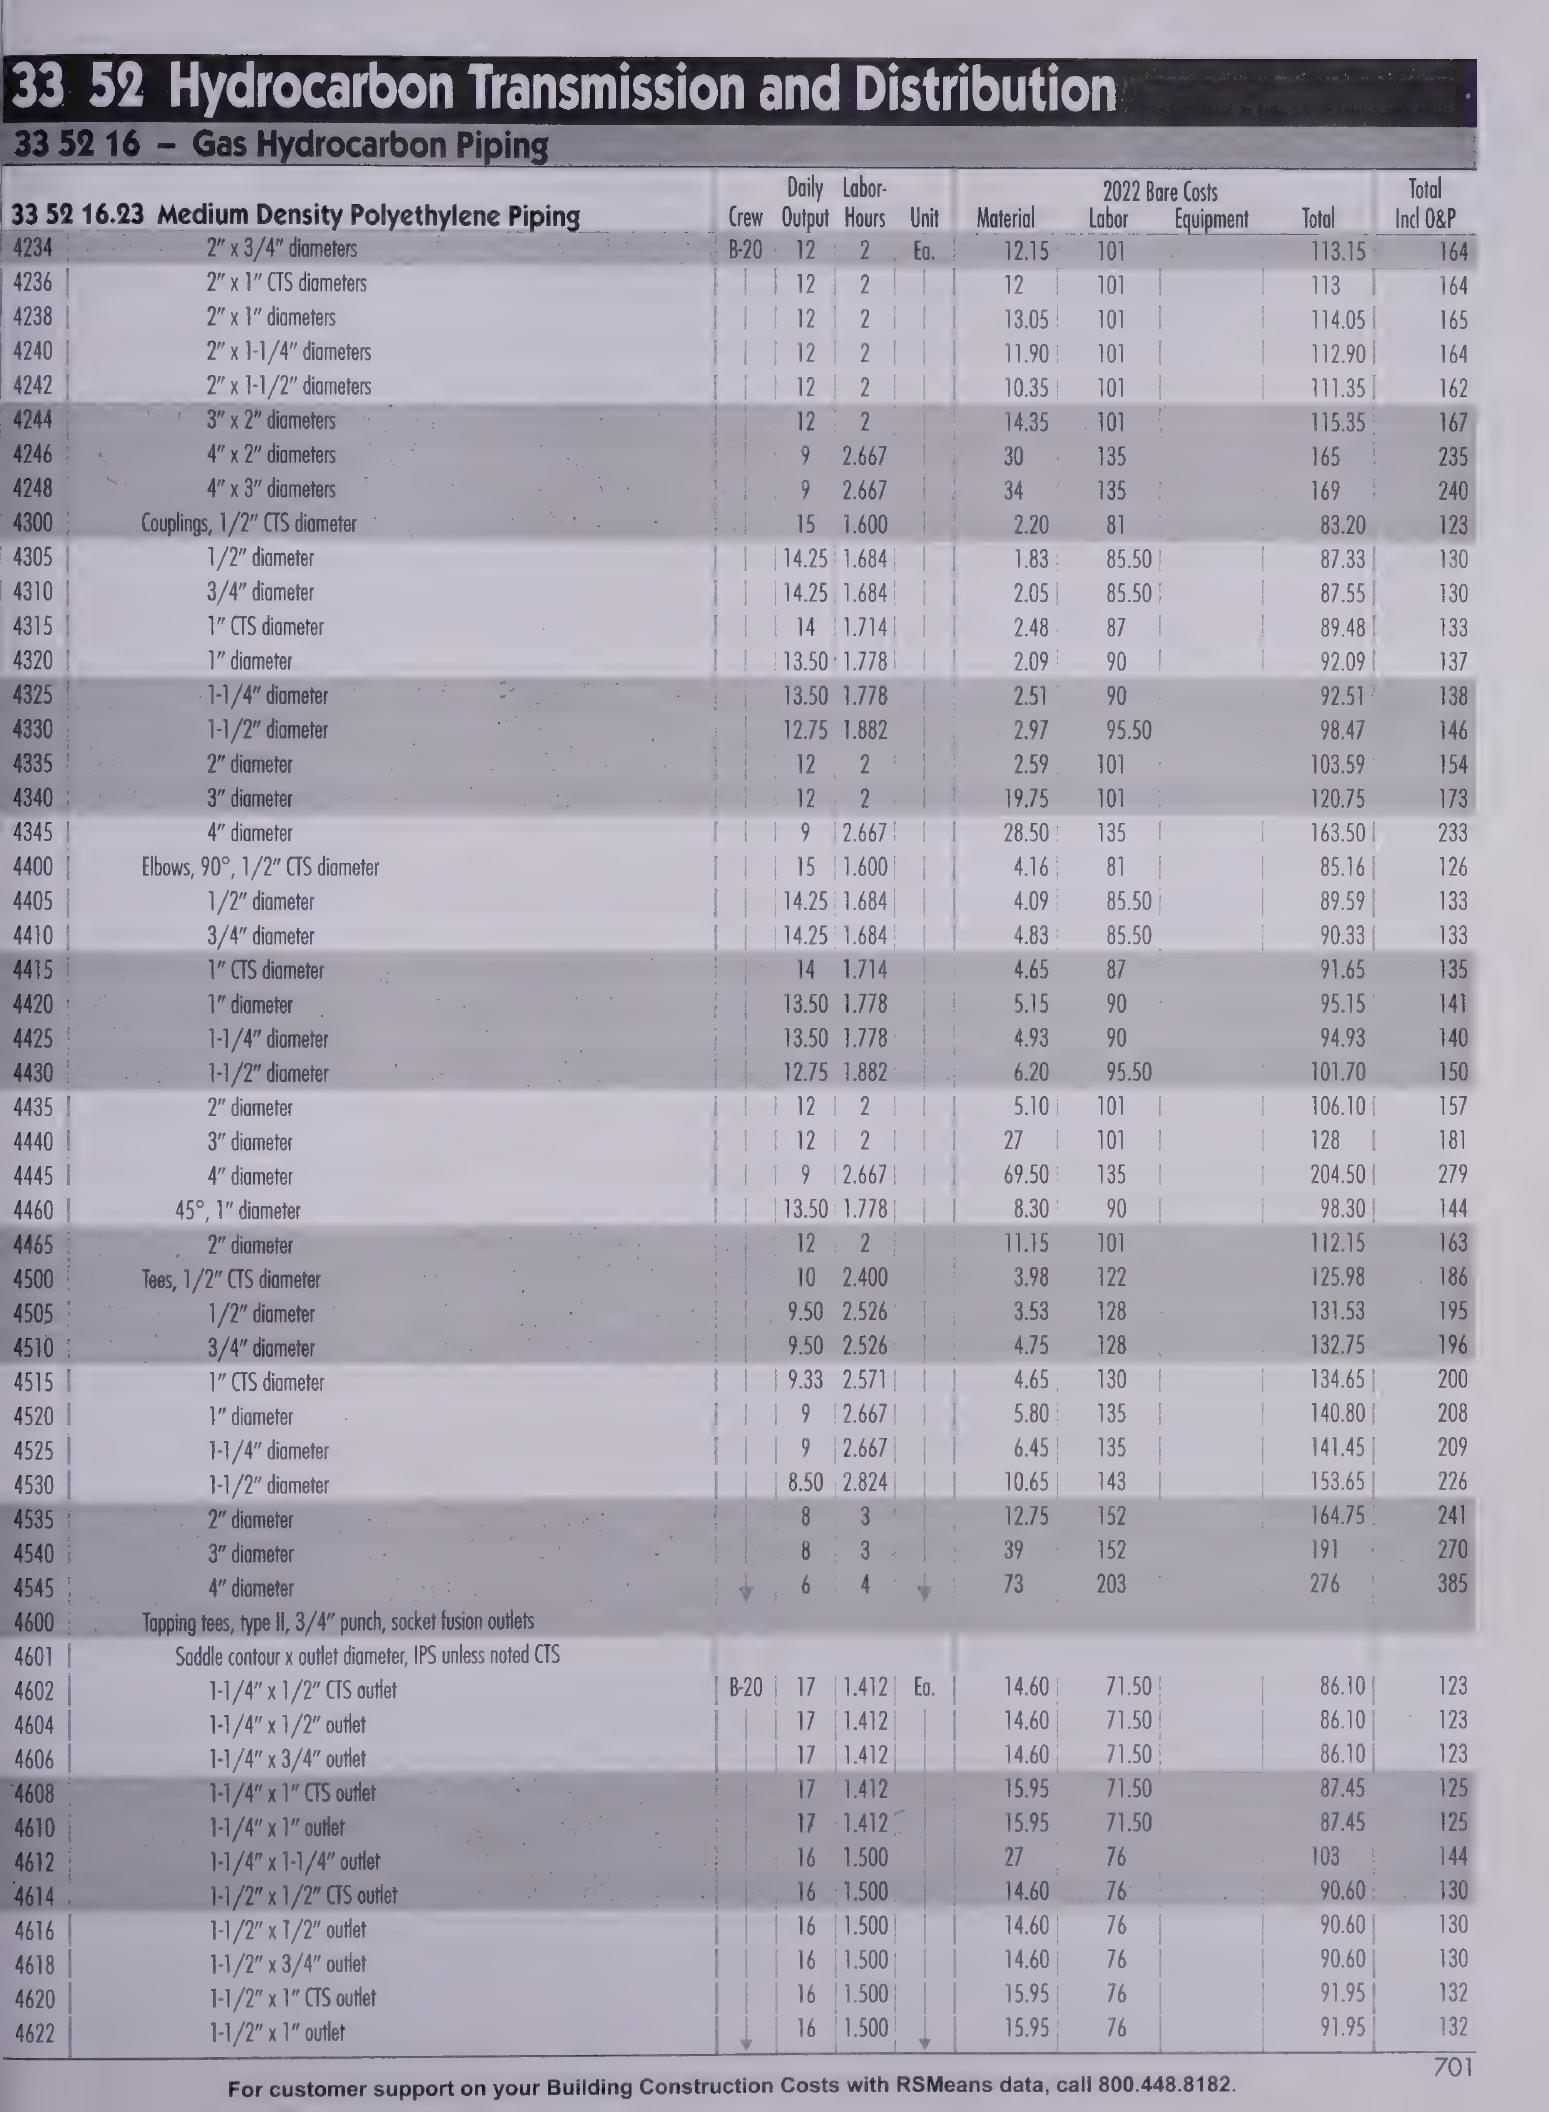 33 52 Hydrocarbon Transmission and Distribution
33 52 16 – Gas Hydrocarbon Piping
Daily Labor- 2022 Bare Costs Total
33 52 16.23 Medium Density Polyethylene Piping Crew Output Hours Unit Material Labor Equipment Total Incl O&P
4234 2" x 3/4" diameters B-20 12 2 Ea. 12.15 101 113.15 164
4236 2" x 1" CTS diameters 12 2 12 101 113 164
4238 2" x 1" diameters 12 2 13.05 101 114.05 165
4240 2" x 1-1/4" diameters 12 2 11.90 101 112.90 164
4242 2" x 1-1/2" diameters 12 2 10.35 101 111.35 162
4244 3" x 2" diameters 12 2 14.35 101 115.35 167
4246 4" x 2" diameters 9 2.667 30 135 165 235
4248 4" x 3" diameters 9 2.667 34 135 169 240
4300 Couplings, 1/2" CTS diameter 15 1.600 2.20 81 83.20 123
4305 1/2" diameter 14.25 1.684 1.83 85.50 87.33 130
4310 3/4" diameter 14.25 1.684 2.05 85.50 87.55 130
4315 1" CTS diameter 14 1.714 2.48 87 89.48 133
4320 1" diameter 13.50 1.778 2.09 90 92.09 137
4325 1-1/4" diameter 13.50 1.778 2.51 90 92.51 138
4330 1-1/2" diameter 12.75 1.882 2.97 95.50 98.47 146
4335 2" diameter 12 2 2.59 101 103.59 154
4340 3" diameter 12 2 19.75 101 120.75 173
4345 4" diameter 9 2.667 28.50 135 163.50 233
4400 Elbows, 90°, 1/2" CTS diameter 15 1.600 4.16 81 85.16 126
4405 1/2" diameter 14.25 1.684 4.09 85.50 89.59 133
4410 3/4" diameter 14.25 1.684 4.83 85.50 90.33 133
4415 1" CTS diameter 14 1.714 4.65 87 91.65 135
4420 1" diameter 13.50 1.778 5.15 90 95.15 141
4425 1-1/4" diameter 13.50 1.778 4.93 90 94.93 140
4430 1-1/2" diameter 12.75 1.882 6.20 95.50 101.70 150
4435 2" diameter 12 2 5.10 101 106.10 157
4440 3" diameter 12 2 27 101 128 181
4445 4" diameter 9 2.667 69.50 135 204.50 279
4460 45°, 1" diameter 13.50 1.778 8.30 90 98.30 144
4465 2" diameter 12 2 11.15 101 112.15 163
4500 Tees, 1/2" CTS diameter 10 2.400 3.98 122 125.98 186
4505 1/2" diameter 9.50 2.526 3.53 128 131.53 195
4510 3/4" diameter 9.50 2.526 4.75 128 132.75 196
4515 1" CTS diameter 9.33 2.571 4.65 130 134.65 200
4520 1" diameter 9 2.667 5.80 135 140.80 208
4525 1-1/4" diameter 9 2.667 6.45 135 141.45 209
4530 1-1/2" diameter 8.50 2.824 10.65 143 153.65 226
4535 2" diameter 8 3 12.75 152 164.75 241
4540 3" diameter 8 3 39 152 191 270
4545 4" diameter 6 4 73 203 276 385
4600 Tapping tees, type II, 3/4" punch, socket fusion outlets
4601 Saddle contour x outlet diameter, IPS unless noted CTS
4602 1-1/4" x 1/2" CTS outlet B-20 17 1.412 Ea. 14.60 71.50 86.10 123
4604 1-1/4" x 1/2" outlet 17 1.412 14.60 71.50 86.10 123
4606 1-1/4" x 3/4" outlet 17 1.412 14.60 71.50 86.10 123
4608 1-1/4" x 1" CTS outlet 17 1.412 15.95 71.50 87.45 125
4610 1-1/4" x 1" outlet 17 1.412 15.95 71.50 87.45 125
4612 1-1/4" x 1-1/4" outlet 16 1.500 27 76 103 144
4614 1-1/2" x 1/2" CTS outlet 16 1.500 14.60 76 90.60 130
4616 1-1/2" x 1/2" outlet 16 1.500 14.60 76 90.60 130
4618 1-1/2" x 3/4" outlet 16 1.500 14.60 76 90.60 130
4620 1-1/2" x 1" CTS outlet 16 1.500 15.95 76 91.95 132
4622 1-1/2" x 1" outlet 16 1.500 15.95 76 91.95 132
701
For customer support on your Building Construction Costs with RSMeans data, call 800.448.8182.